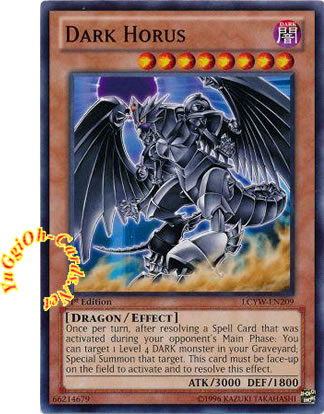 DARK HORUS
DARK
闇
YuGgiOh-Cards.Net
1st Edition
LCYW-EN209
[DRAGON / EFFECT]
Once per turn, after resolving a Spell Card that was
activated during your opponent's Main Phase: You
can target 1 Level 4 DARK monster in your Graveyard;
Special Summon that target. This card must be face-up
on the field to activate and to resolve this effect.
ATK/3000 DEF/1800
66214679
©1996 KAZUKI TAKAHASHI